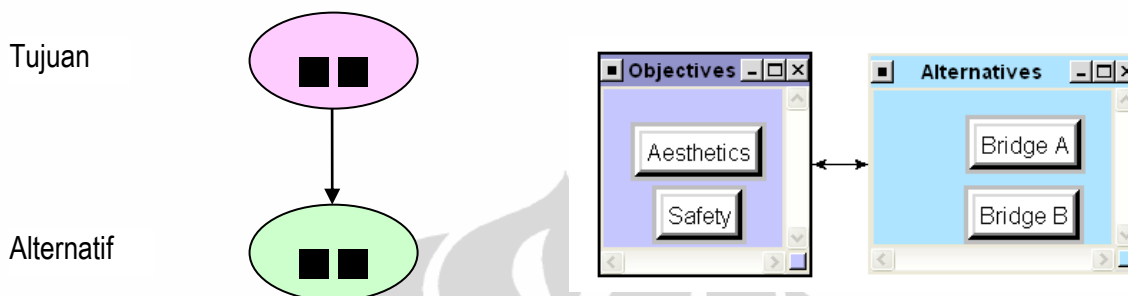 Tujuan
Alternatif
Objectives
Aesthetics
Safety
Alternatives
Bridge A
Bridge B